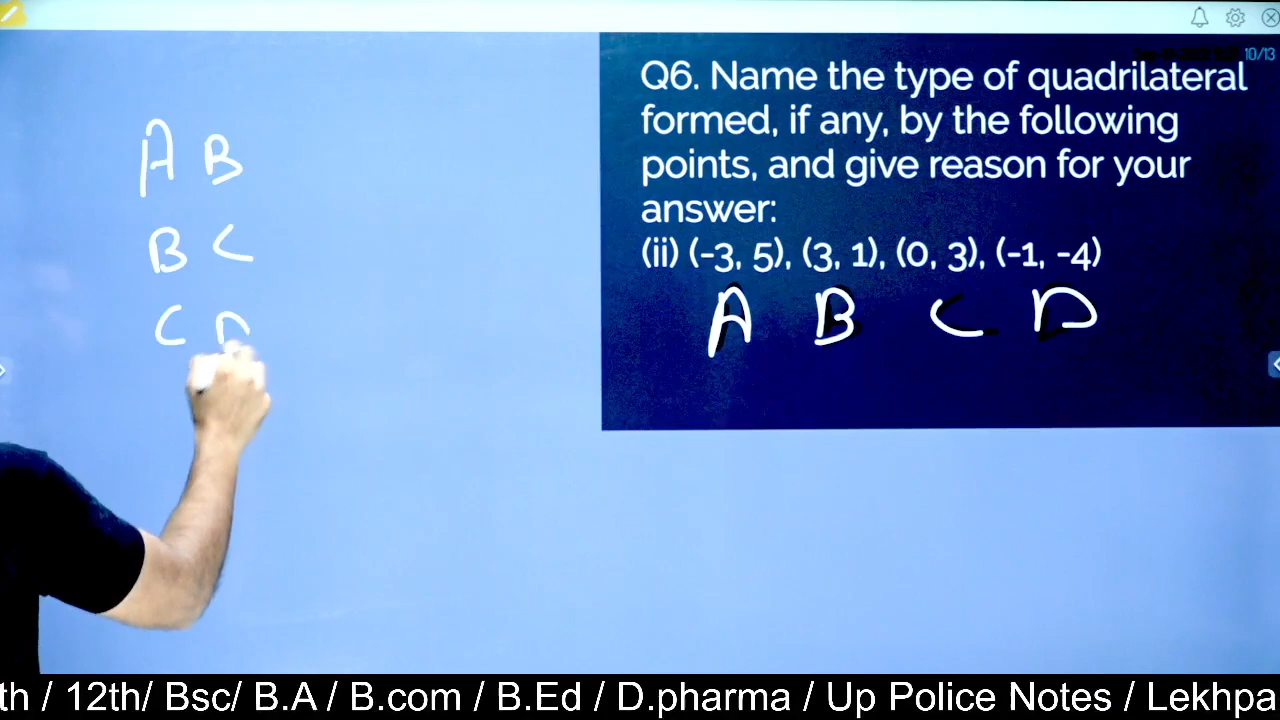 10/13
Q6. Name the type of quadrilateral
formed, if any, by the following
points, and give reason for your
answer:
(ii) (-3, 5), (3, 1), (0, 3), (-1, -4)
A B C D
A B
B C
C D
th / 12th/ Bsc/ B.A / B.com / B.Ed / D.pharma / Up Police Notes / Lekhpa